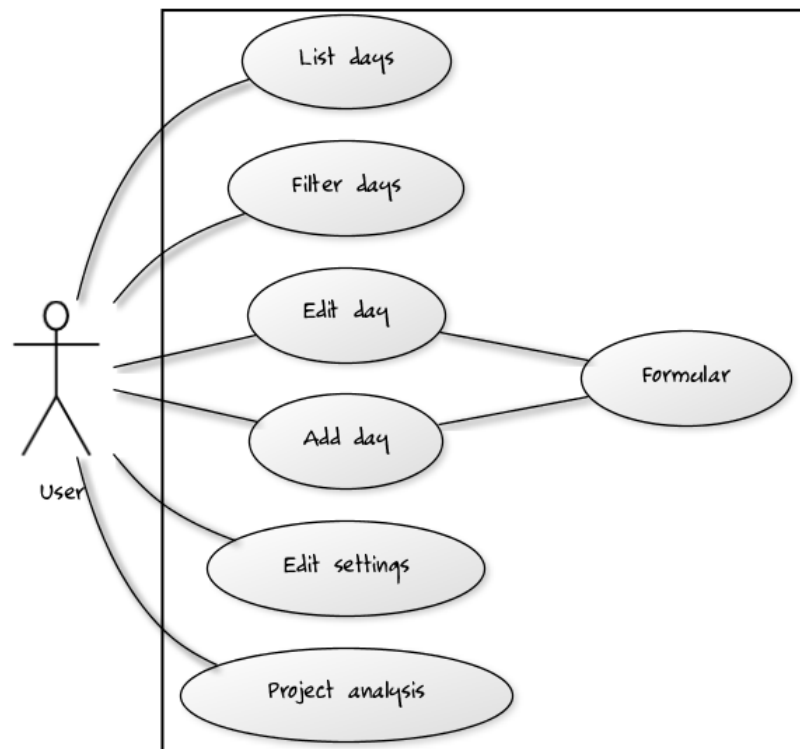 List days
Filter days
Edit day
Formular
Add day
User
Edit settings
Project analysis